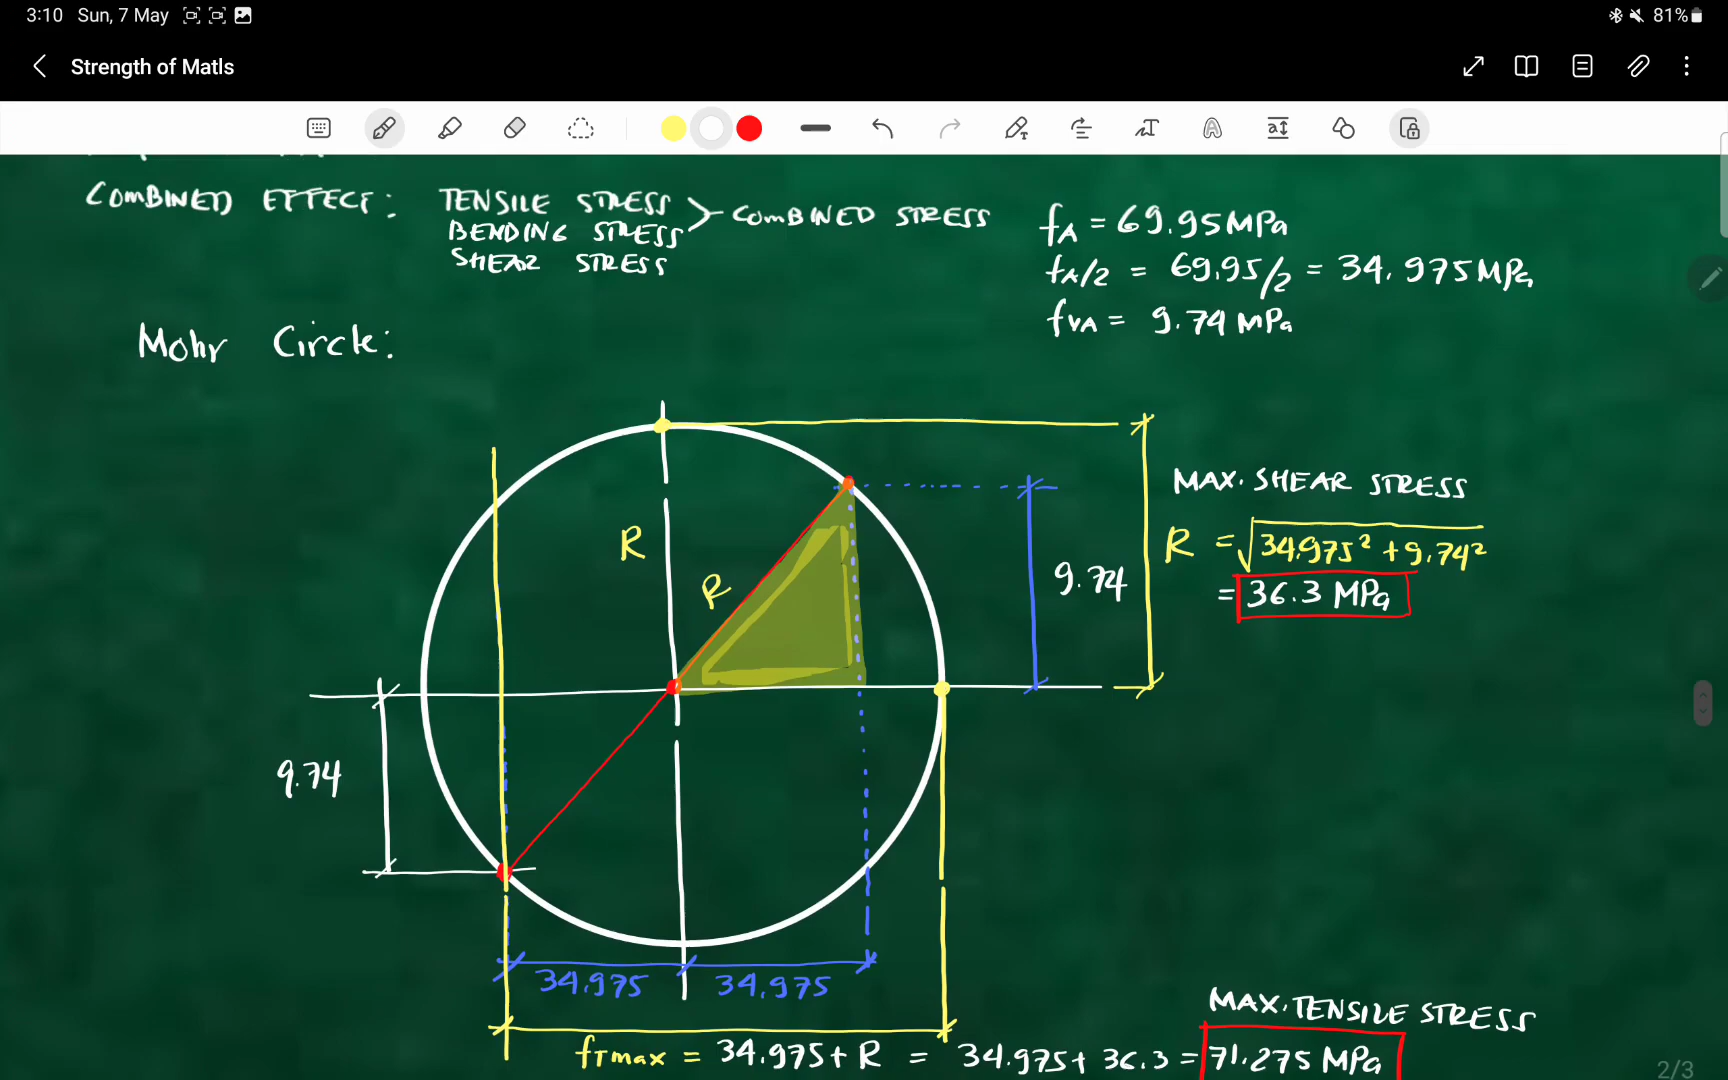 3:10 Sun, 7 May
81%
Strength of Matls
COMBINED EFFECT: TENSILE STRESS
BENDING STRESS
SHEAR STRESS
COMBINED STRESS
fA = 69.95 MPa
fA/2 = 69.95/2 = 34.975 MPa
fVA = 9.74 MPa
Mohr Circle:
R
R
9.74
MAX. SHEAR STRESS
R = √34.975² + 9.74²
= 36.3 MPa
9.74
34.975 34.975
MAX. TENSILE STRESS
fTmax = 34.975 + R = 34.975 + 36.3 = 71.275 MPa
2/3